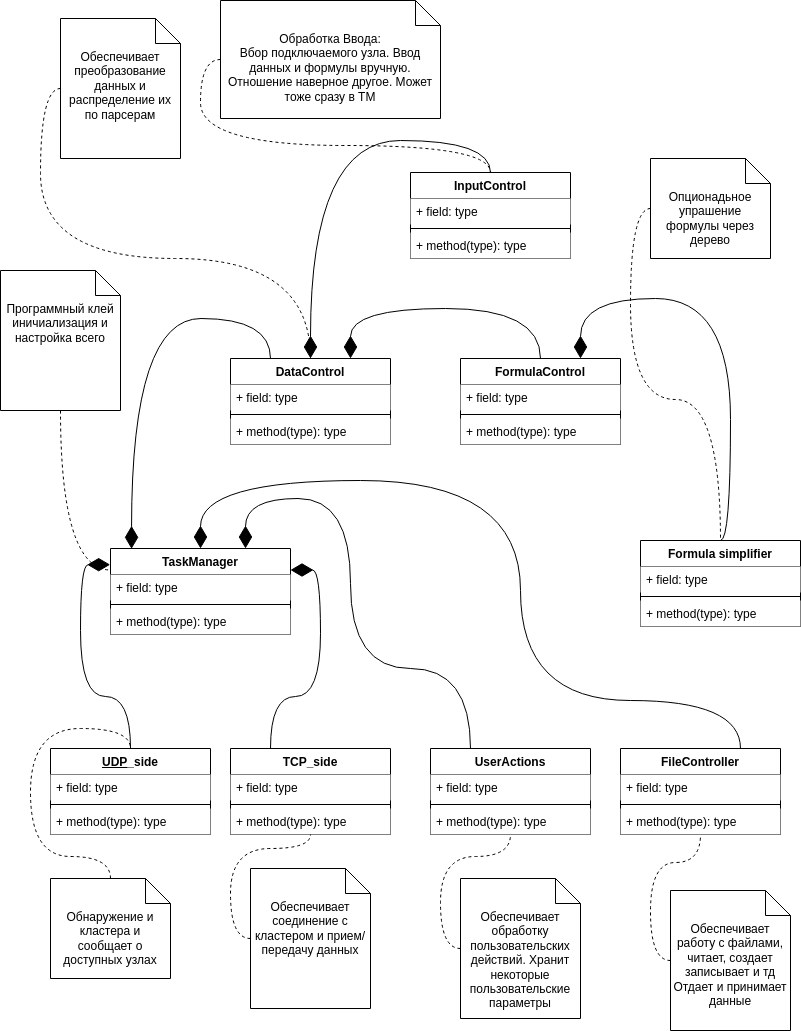 Обработка Ввода:
Вбор подключаемого узла. Ввод
данных и формулы вручную.
Отношение наверное другое. Может
тоже сразу в ТМ
Обеспечивает
преобразование
данных и
распределение их
по парсерам
InputControl
+ field: type
+ method(type): type
Опционадьное
упрашение
формулы через
дерево
Программный клей
иничиализация и
настройка всего
DataControl
+ field: type
+ method(type): type
FormulaControl
+ field: type
+ method(type): type
TaskManager
+ field: type
+ method(type): type
Formula simplifier
+ field: type
+ method(type): type
UDP_side
+ field: type
+ method(type): type
TCP_side
+ field: type
+ method(type): type
UserActions
+ field: type
+ method(type): type
FileController
+ field: type
+ method(type): type
Обнаружение и
кластера и
сообщает о
доступных узлах
Обеспечивает
соединение с
кластером и прием/
передачу данных
Обеспечивает
обработку
пользовательских
действий. Хранит
некоторые
пользовательские
параметры
Обеспечивает
работу с файлами,
читает, создает
записывает и тд
Отдает и принимает
данные